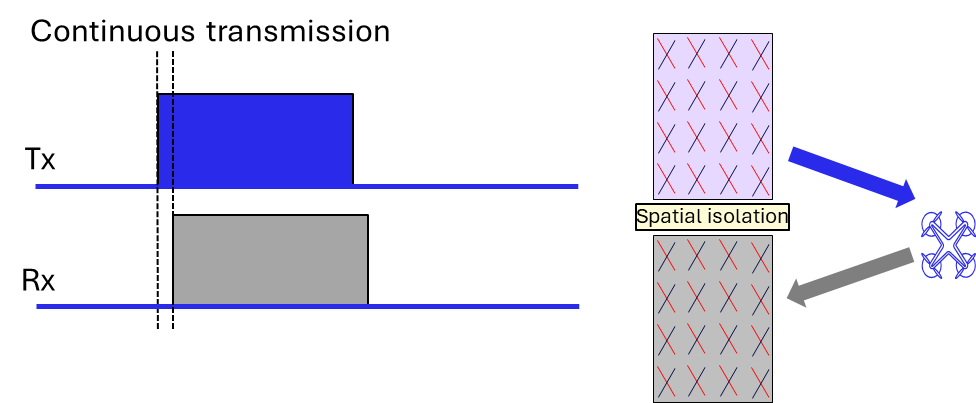 Continuous transmission
Tx
Rx
Spatial isolation